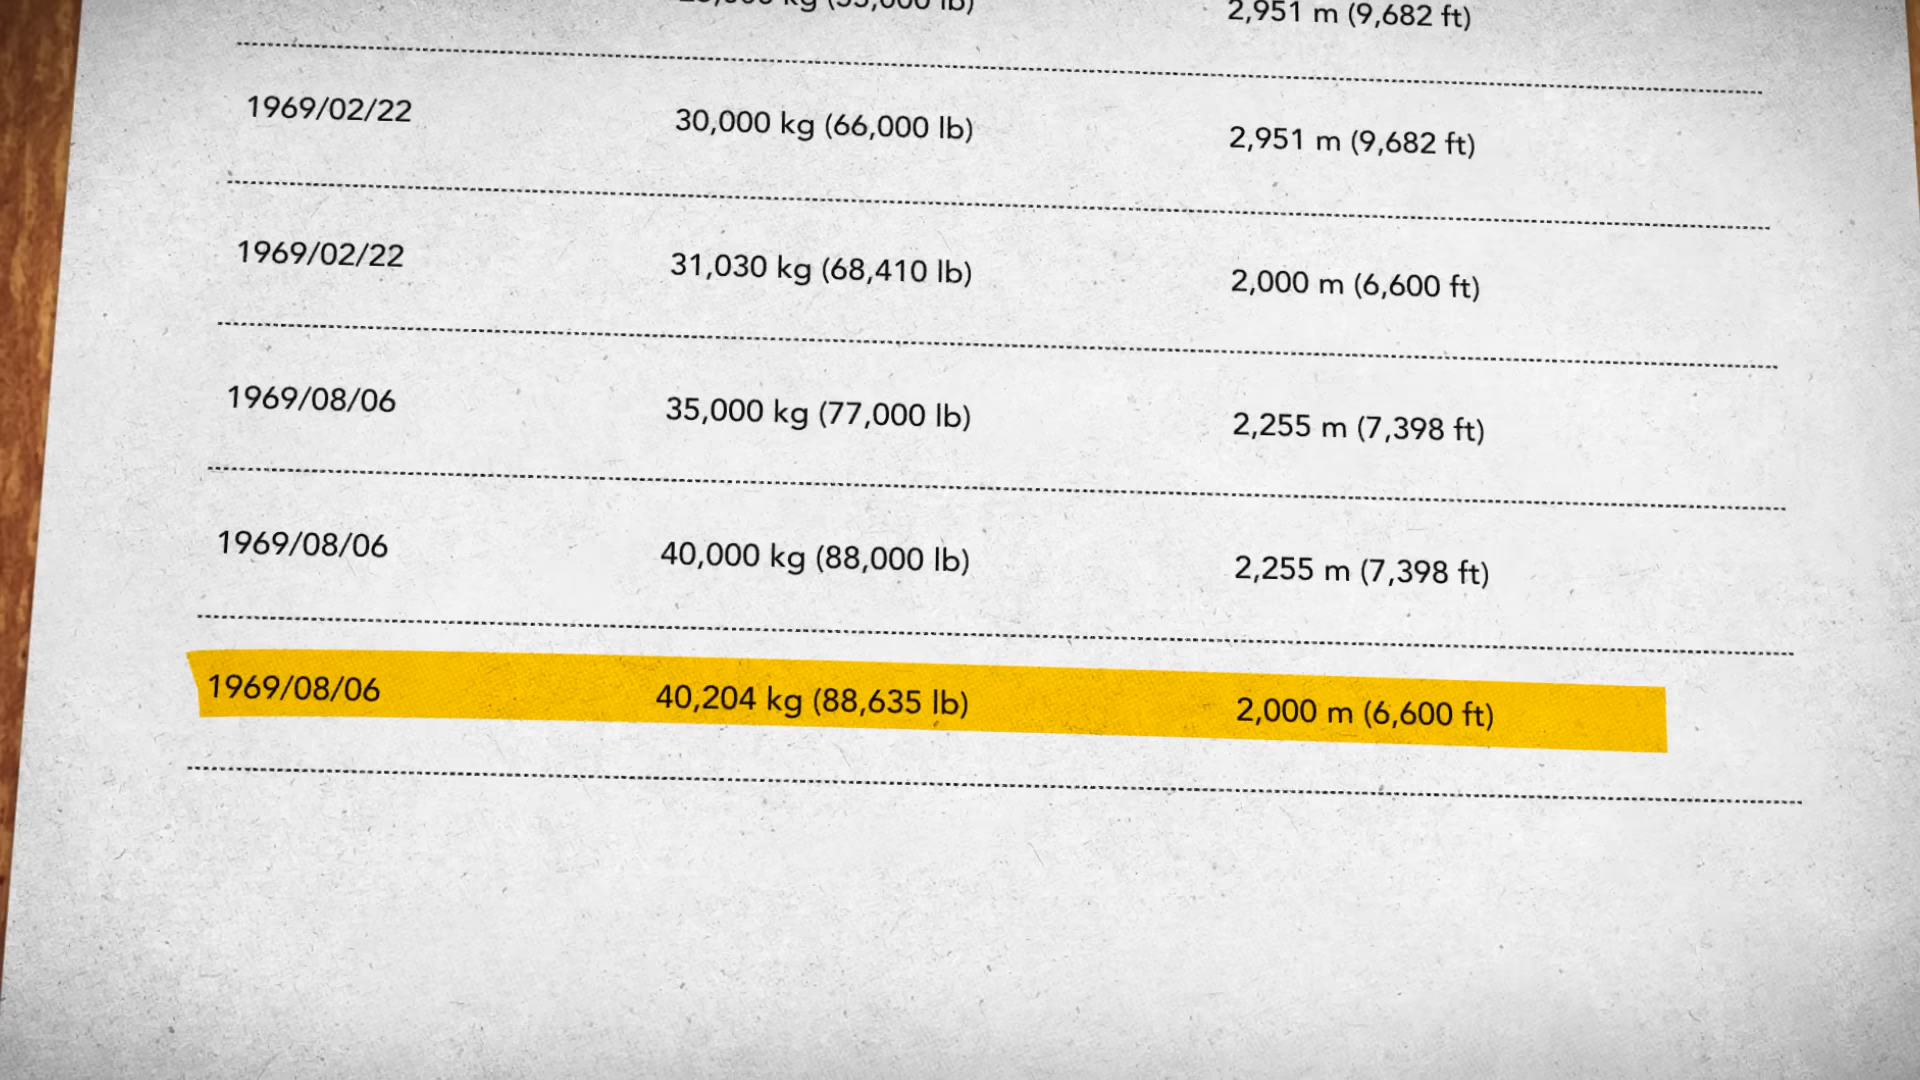 2,951 m (9,682 ft)
1969/02/22 30,000 kg (66,000 lb) 2,951 m (9,682 ft)
1969/02/22 31,030 kg (68,410 lb) 2,000 m (6,600 ft)
1969/08/06 35,000 kg (77,000 lb) 2,255 m (7,398 ft)
1969/08/06 40,000 kg (88,000 lb) 2,255 m (7,398 ft)
1969/08/06 40,204 kg (88,635 lb) 2,000 m (6,600 ft)